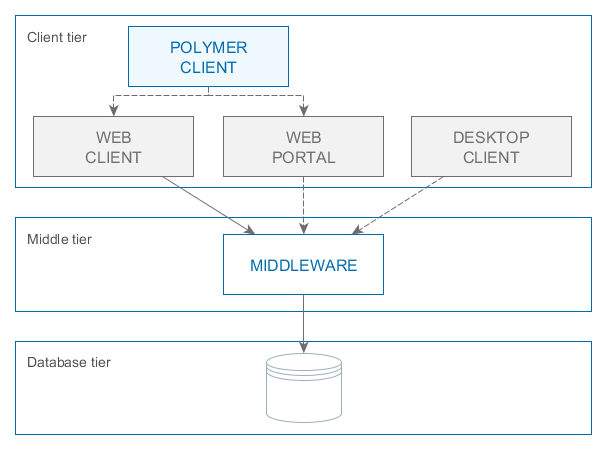 Client tier
POLYMER
CLIENT
WEB
CLIENT
WEB
PORTAL
DESKTOP
CLIENT
Middle tier
MIDDLEWARE
Database tier